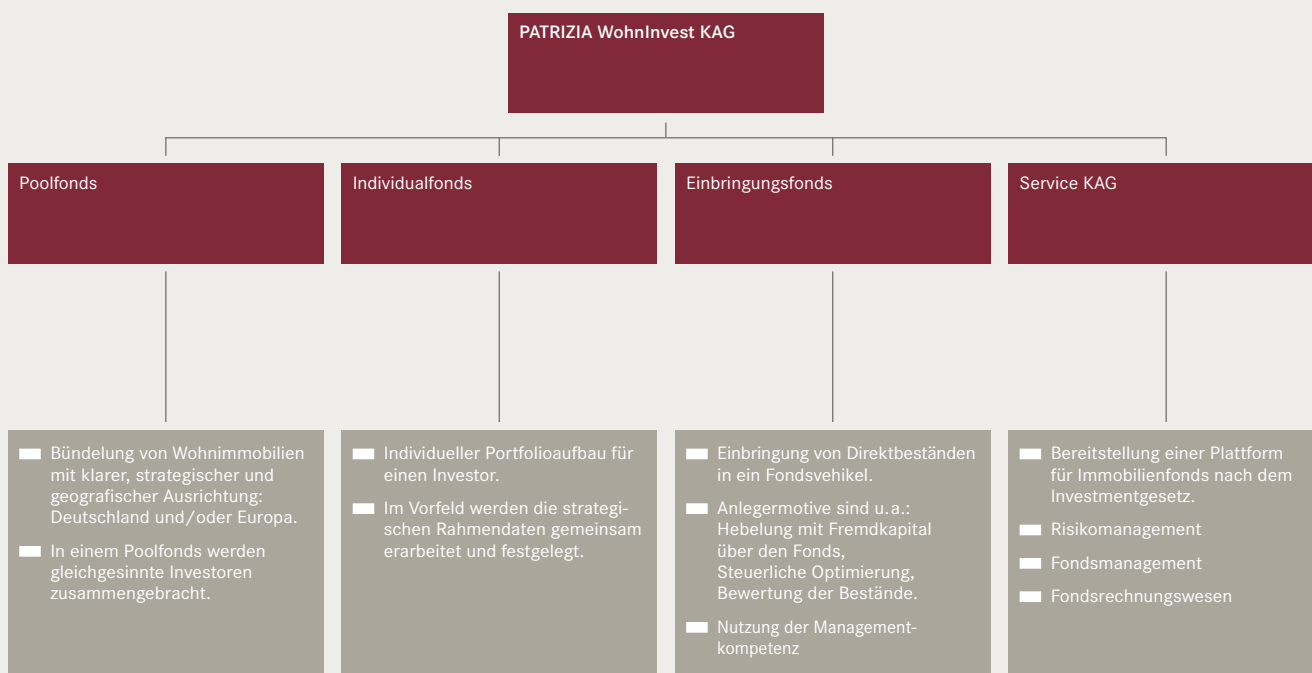 PATRIZIA WohnInvest KAG
Poolfonds
Individualfonds
Einbringungsfonds
Service KAG
Bündelung von Wohnimmobilien
mit klarer, strategischer und
geografischer Ausrichtung:
Deutschland und/oder Europa.
In einem Poolfonds werden
gleichgesinnte Investoren
zusammengebracht.
Individueller Portfolioaufbau für
einen Investor.
Im Vorfeld werden die strategi-
schen Rahmendaten gemeinsam
erarbeitet und festgelegt.
Einbringung von Direktbeständen
in ein Fondsvehikel.
Anlegermotive sind u. a.:
Hebelung mit Fremdkapital
über den Fonds,
Steuerliche Optimierung,
Bewertung der Bestände.
Nutzung der Management-
kompetenz
Bereitstellung einer Plattform
für Immobilienfonds nach dem
Investmentgesetz.
Risikomanagement
Fondsmanagement
Fondsrechnungswesen